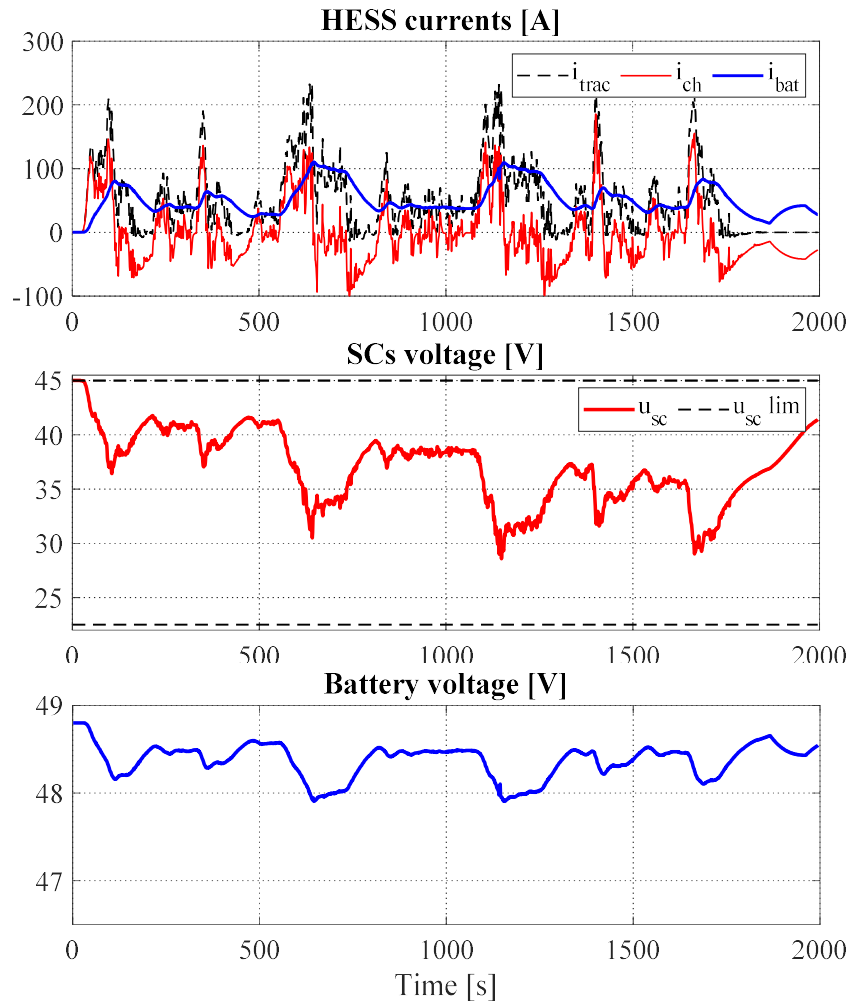 HESS currents [A]
300
i_trac i_ch i_bat
200
100
0
-100
0 500 1000 1500 2000
SCs voltage [V]
45
u_sc u_sc lim
40
35
30
25
0 500 1000 1500 2000
Battery voltage [V]
49
48
47
0 500 1000 1500 2000
Time [s]